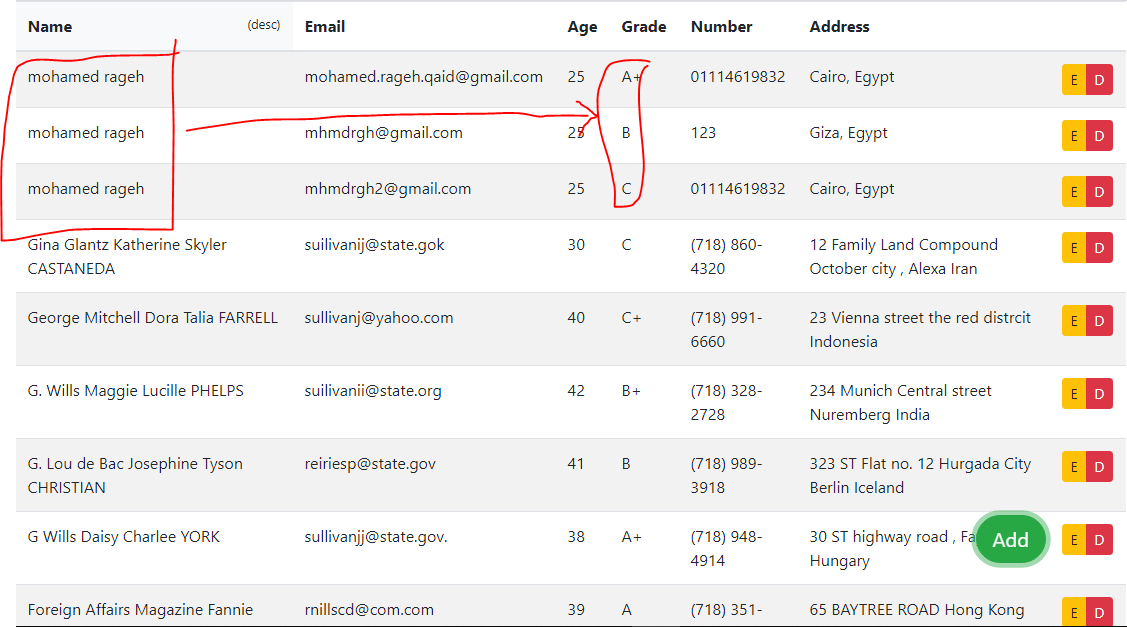 Name (desc) Email Age Grade Number Address
mohamed rageh mohamed.rageh.qaid@gmail.com 25 A+ 01114619832 Cairo, Egypt E D
mohamed rageh mhmdrgh@gmail.com 25 B 123 Giza, Egypt E D
mohamed rageh mhmdrgh2@gmail.com 25 C 01114619832 Cairo, Egypt E D
Gina Glantz Katherine Skyler suilivanij@state.gok 30 C (718) 860- 12 Family Land Compound E D
CASTANEDA 4320 October city , Alexa Iran
George Mitchell Dora Talia FARRELL sullivanj@yahoo.com 40 C+ (718) 991- 23 Vienna street the red distrcit E D
6660 Indonesia
G. Wills Maggie Lucille PHELPS suilivanii@state.org 42 B+ (718) 328- 234 Munich Central street E D
2728 Nuremberg India
G. Lou de Bac Josephine Tyson reiriesp@state.gov 41 B (718) 989- 323 ST Flat no. 12 Hurgada City E D
CHRISTIAN 3918 Berlin Iceland
G Wills Daisy Charlee YORK sullivanjj@state.gov. 38 A+ (718) 948- 30 ST highway road , Fa Add E D
4914 Hungary
Foreign Affairs Magazine Fannie rnillscd@com.com 39 A (718) 351- 65 BAYTREE ROAD Hong Kong E D